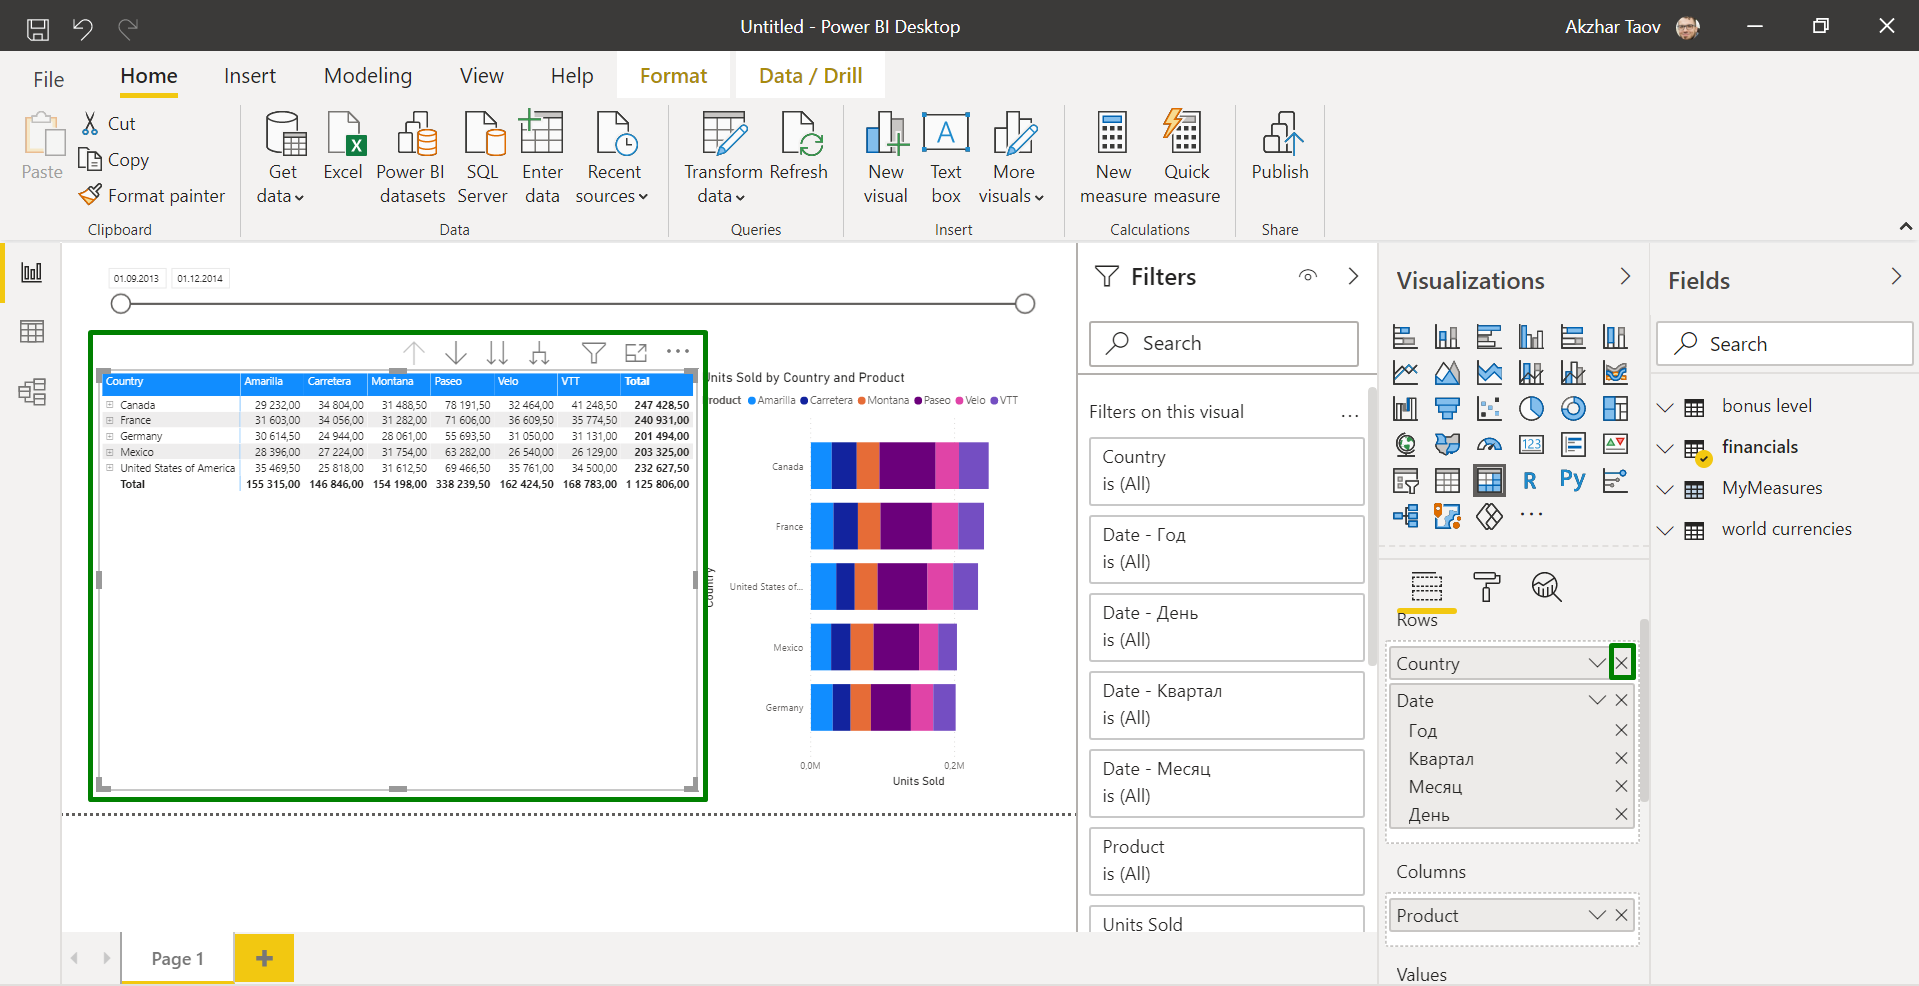 Untitled - Power BI Desktop
Akzhar Taov
File
Home
Insert
Modeling
View
Help
Format
Data / Drill
Paste
Cut
Copy
Format painter
Clipboard
Get data
Excel
Power BI datasets
SQL Server
Enter data
Recent sources
Data
Transform data
Refresh
Queries
New visual
A
Text box
More visuals
Insert
New measure
Quick measure
Calculations
Publish
Share
01.09.2013
01.12.2014
Country Amarilla Carretera Montana Paseo Velo VTT Total
Canada 29 232,00 34 804,00 31 488,50 78 191,50 32 464,00 41 248,50 247 428,50
France 31 603,00 34 056,00 31 282,00 71 606,00 36 609,50 35 774,50 240 931,00
Germany 30 614,50 24 944,00 28 061,00 55 693,50 31 050,00 31 131,00 201 494,00
Mexico 28 396,00 27 224,00 31 754,00 63 282,00 26 540,00 26 129,00 203 325,00
United States of America 35 469,50 25 818,00 31 612,50 69 466,50 35 761,00 34 500,00 232 627,50
Total 155 315,00 146 846,00 154 198,00 338 239,50 162 424,50 168 783,00 1 125 806,00
Units Sold by Country and Product
Product Amarilla Carretera Montana Paseo Velo VTT
Country
Canada
France
United States of...
Mexico
Germany
0,0M
0,2M
Units Sold
Page 1
Filters
Search
Filters on this visual
Country
is (All)
Date - Год
is (All)
Date - День
is (All)
Date - Квартал
is (All)
Date - Месяц
is (All)
Product
is (All)
Units Sold
Visualizations
123
R
Py
Rows
Country
Date
Год
Квартал
Месяц
День
Columns
Product
Values
Fields
Search
bonus level
financials
MyMeasures
world currencies